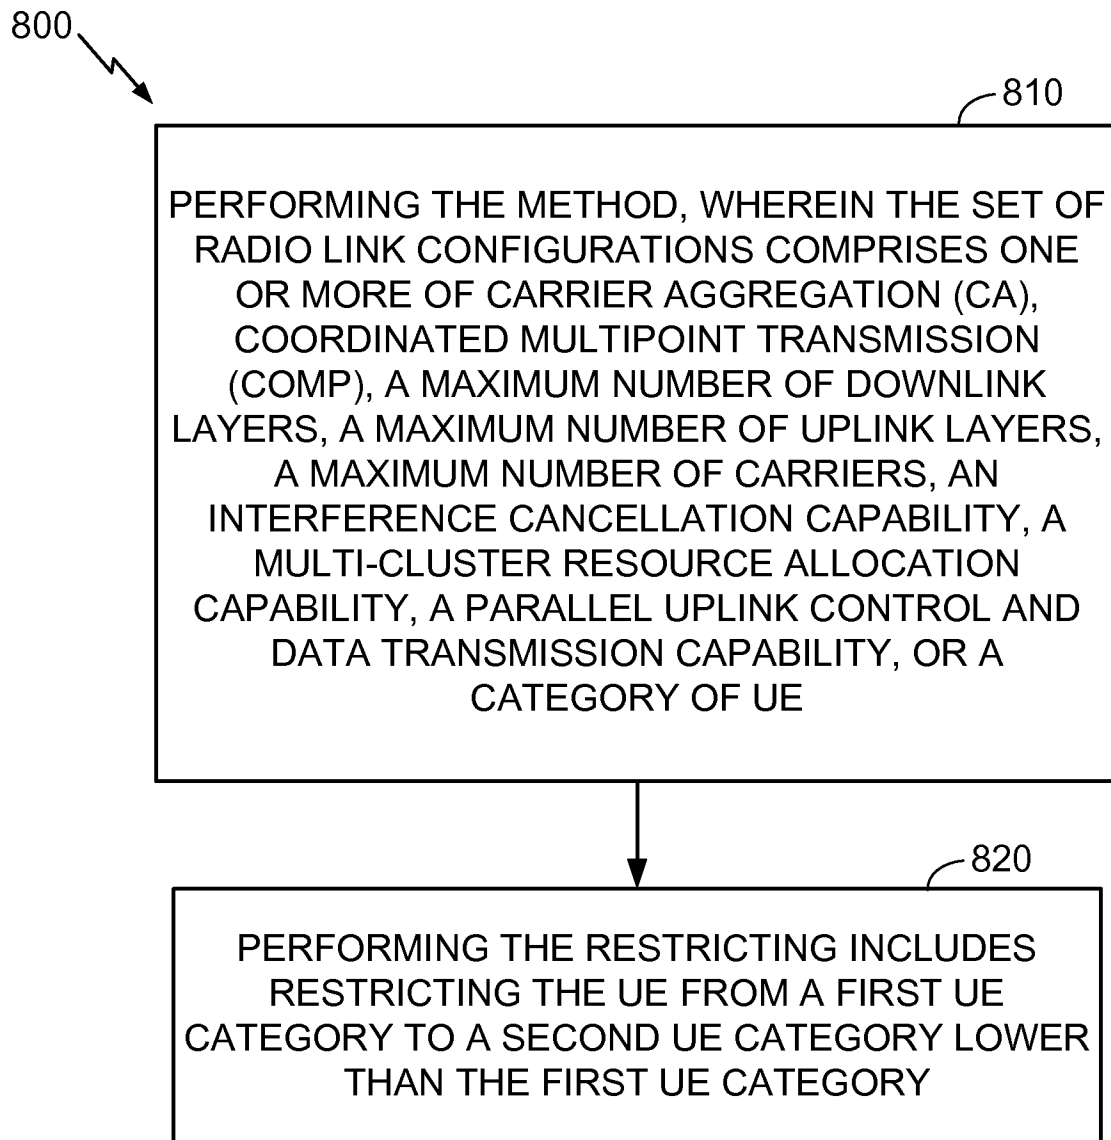 800
810
PERFORMING THE METHOD, WHEREIN THE SET OF
RADIO LINK CONFIGURATIONS COMPRISES ONE
OR MORE OF CARRIER AGGREGATION (CA),
COORDINATED MULTIPOINT TRANSMISSION
(COMP), A MAXIMUM NUMBER OF DOWNLINK
LAYERS, A MAXIMUM NUMBER OF UPLINK LAYERS,
A MAXIMUM NUMBER OF CARRIERS, AN
INTERFERENCE CANCELLATION CAPABILITY, A
MULTI-CLUSTER RESOURCE ALLOCATION
CAPABILITY, A PARALLEL UPLINK CONTROL AND
DATA TRANSMISSION CAPABILITY, OR A
CATEGORY OF UE
820
PERFORMING THE RESTRICTING INCLUDES
RESTRICTING THE UE FROM A FIRST UE
CATEGORY TO A SECOND UE CATEGORY LOWER
THAN THE FIRST UE CATEGORY